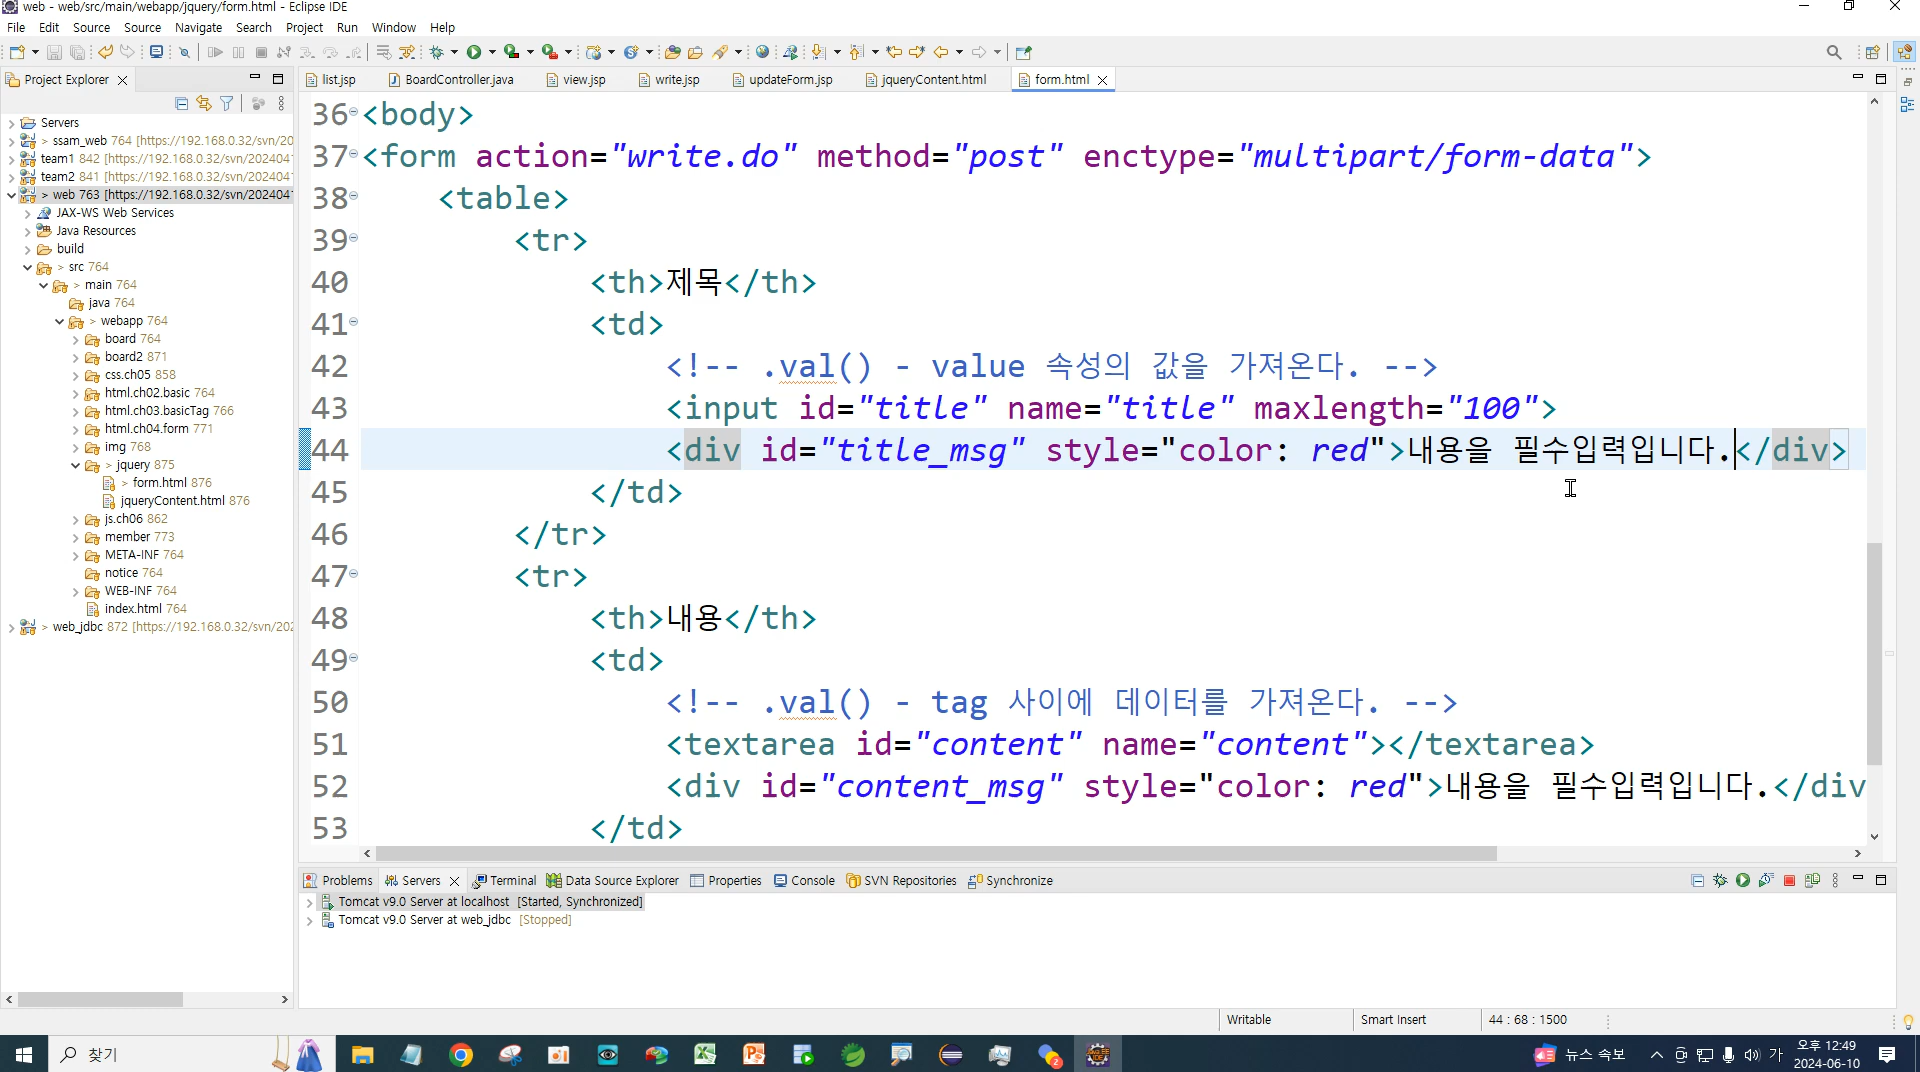 web - web/src/main/webapp/jquery/form.html - Eclipse IDE
File Edit Source Source Navigate Search Project Run Window Help
Project Explorer
list.jsp BoardController.java view.jsp write.jsp updateForm.jsp jqueryContent.html form.html
Servers
> ssam_web 764 [https://192.168.0.32/svn/20
team1 842 [https://192.168.0.32/svn/202404
team2 841 [https://192.168.0.32/svn/202404
> web 763 [https://192.168.0.32/svn/202404
JAX-WS Web Services
Java Resources
build
> src 764
> main 764
java 764
> webapp 764
board 764
board2 871
css.ch05 858
html.ch02.basic 764
html.ch03.basicTag 766
html.ch04.form 771
img 768
> jquery 875
> form.html 876
jqueryContent.html 876
js.ch06 862
member 773
META-INF 764
notice 764
WEB-INF 764
index.html 764
> web_jdbc 872 [https://192.168.0.32/svn/202
36 <body>
37 <form action="write.do" method="post" enctype="multipart/form-data">
38 <table>
39 <tr>
40 <th>제목</th>
41 <td>
42 <!-- .val() - value 속성의 값을 가져온다. -->
43 <input id="title" name="title" maxlength="100">
44 <div id="title_msg" style="color: red">내용을 필수입력입니다.</div>
45 </td>
46 </tr>
47 <tr>
48 <th>내용</th>
49 <td>
50 <!-- .val() - tag 사이에 데이터를 가져온다. -->
51 <textarea id="content" name="content"></textarea>
52 <div id="content_msg" style="color: red">내용을 필수입력입니다.</div
53 </td>
Problems Servers Terminal Data Source Explorer Properties Console SVN Repositories Synchronize
Tomcat v9.0 Server at localhost [Started, Synchronized]
Tomcat v9.0 Server at web_jdbc [Stopped]
Writable Smart Insert 44 : 68 : 1500
찾기
뉴스 속보
가
오후 12:49
2024-06-10